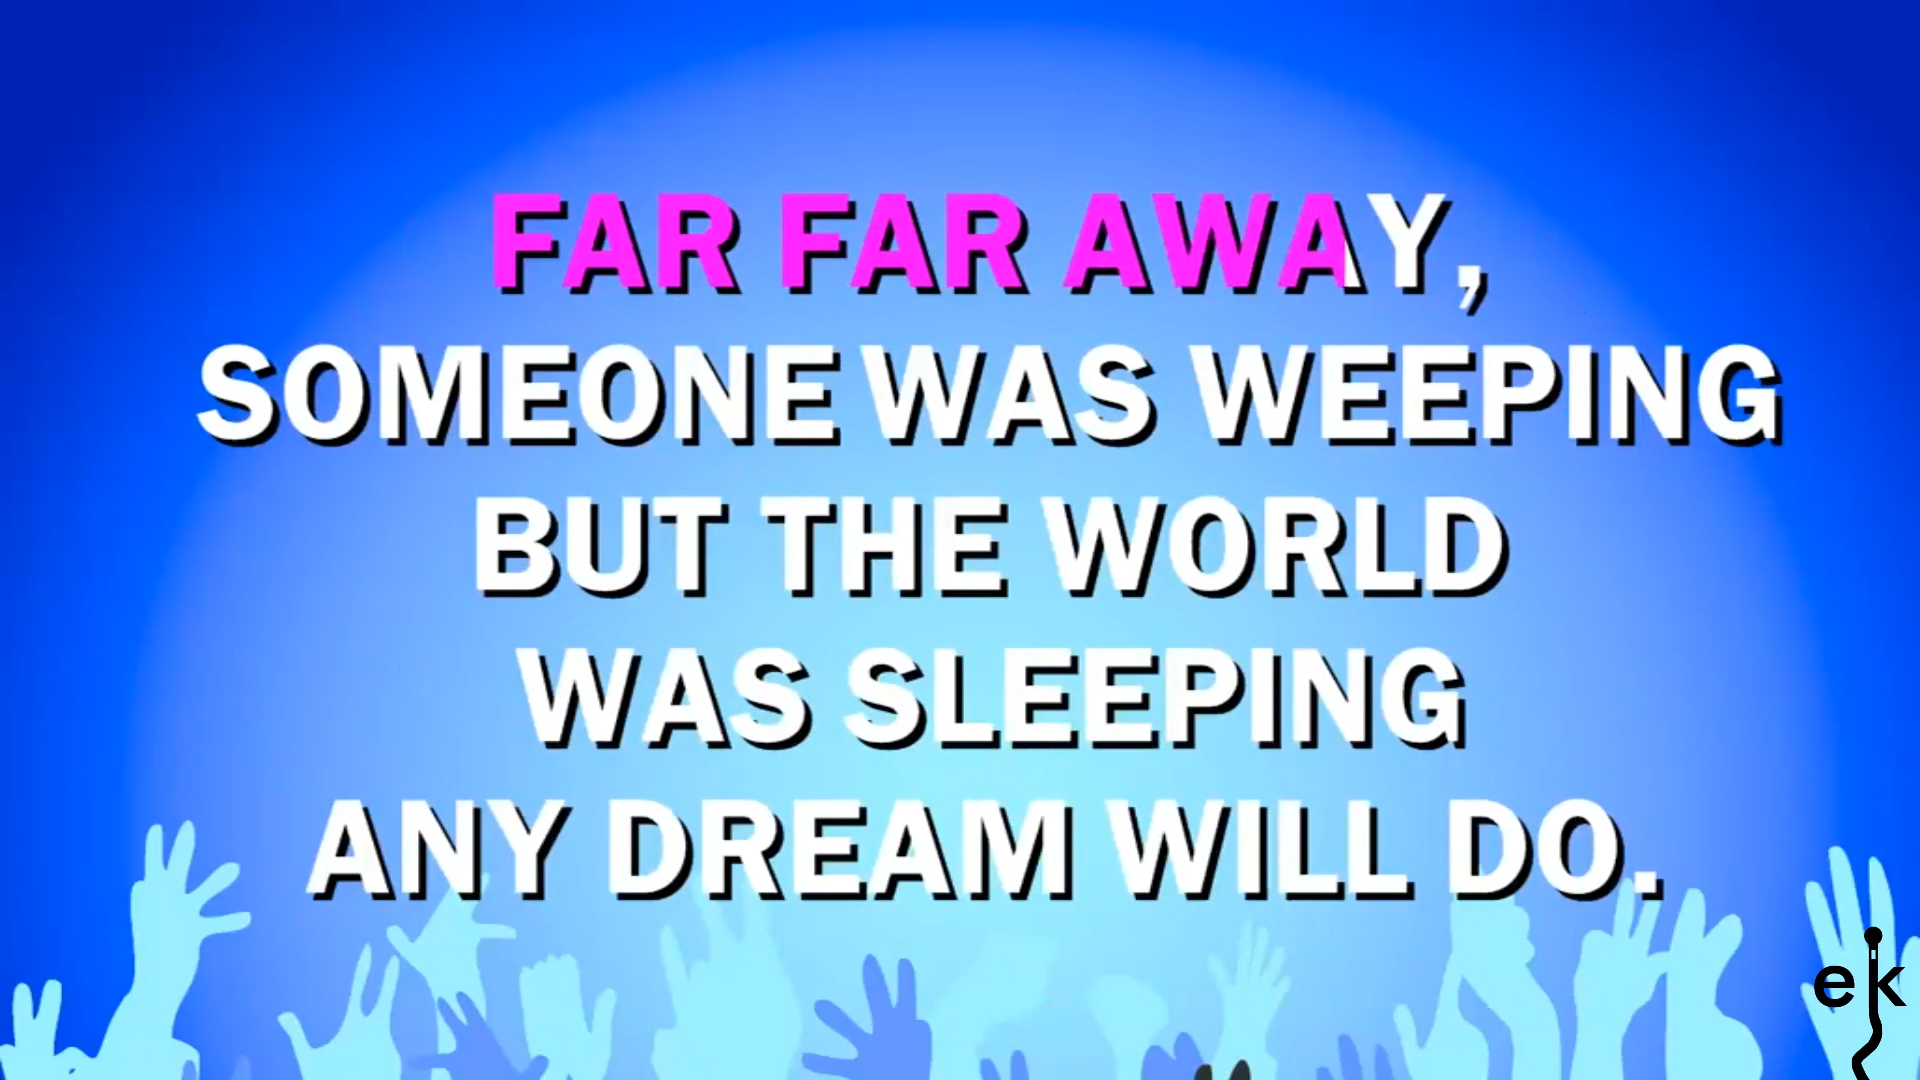 FAR FAR AWAY,
SOMEONE WAS WEEPING
BUT THE WORLD
WAS SLEEPING
ANY DREAM WILL DO.
ek